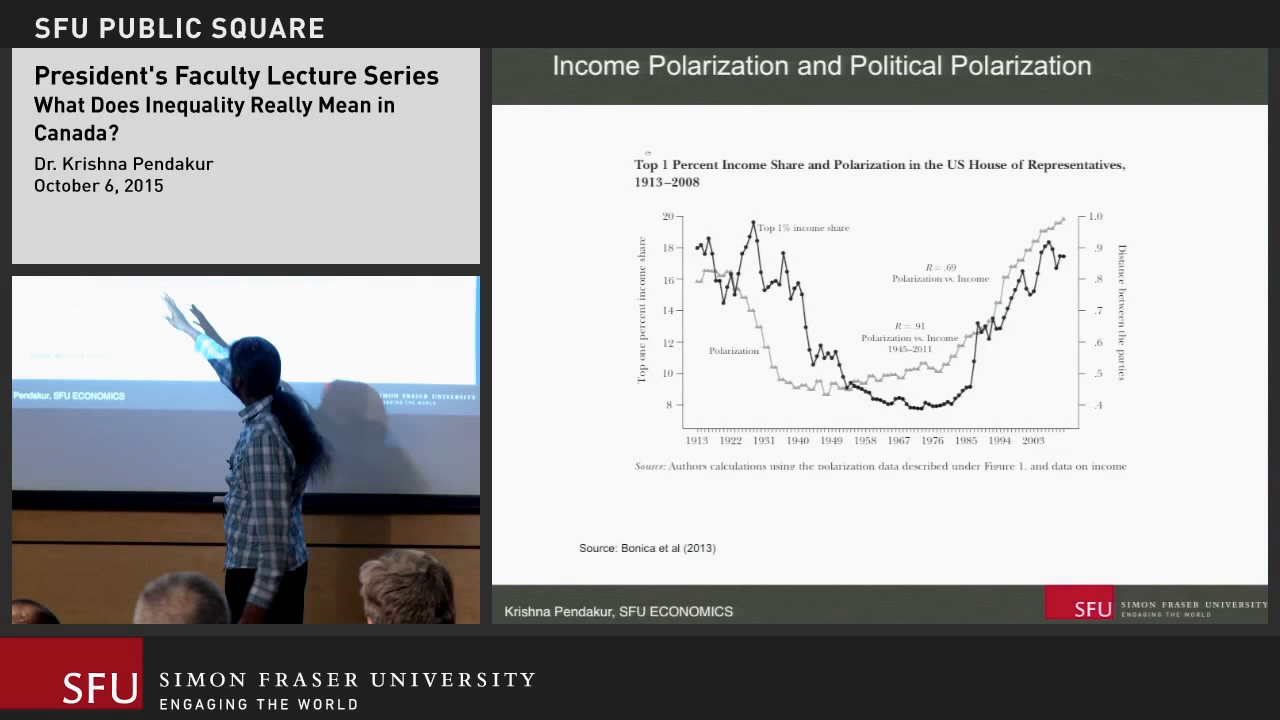 SFU PUBLIC SQUARE
President's Faculty Lecture Series
What Does Inequality Really Mean in
Canada?
Dr. Krishna Pendakur
October 6, 2015
Pendakur, SFU ECONOMICS
SIMON FRASER UNIVERSITY
ENGAGING THE WORLD
Income Polarization and Political Polarization
Top 1 Percent Income Share and Polarization in the US House of Representatives,
1913–2008
Top one percent income share
20
18
16
14
12
10
8
Top 1% income share
R = .69
Polarization vs. Income
R = .91
Polarization vs. Income
1945–2011
Polarization
1.0
.9
.8
.7
.6
.5
.4
Distance between the parties
1913 1922 1931 1940 1949 1958 1967 1976 1985 1994 2003
Source: Authors calculations using the polarization data described under Figure 1, and data on income
Source: Bonica et al (2013)
Krishna Pendakur, SFU ECONOMICS
SFU SIMON FRASER UNIVERSITY
ENGAGING THE WORLD
SFU SIMON FRASER UNIVERSITY
ENGAGING THE WORLD